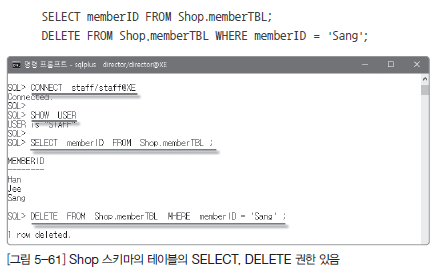 SELECT memberID FROM Shop.memberTBL;
DELETE FROM Shop.memberTBL WHERE memberID = 'Sang';
명령 프롬프트 - sqlplus director/director@XE
SQL> CONNECT staff/staff@XE
Connected.
SQL>
SQL> SHOW USER
USER is "STAFF"
SQL>
SQL> SELECT memberID FROM Shop.memberTBL ;
MEMBERID
--------
Han
Jee
Sang
SQL> DELETE FROM Shop.memberTBL WHERE memberID = 'Sang' ;
1 row deleted.
[그림 5-61] Shop 스키마의 테이블의 SELECT, DELETE 권한 있음